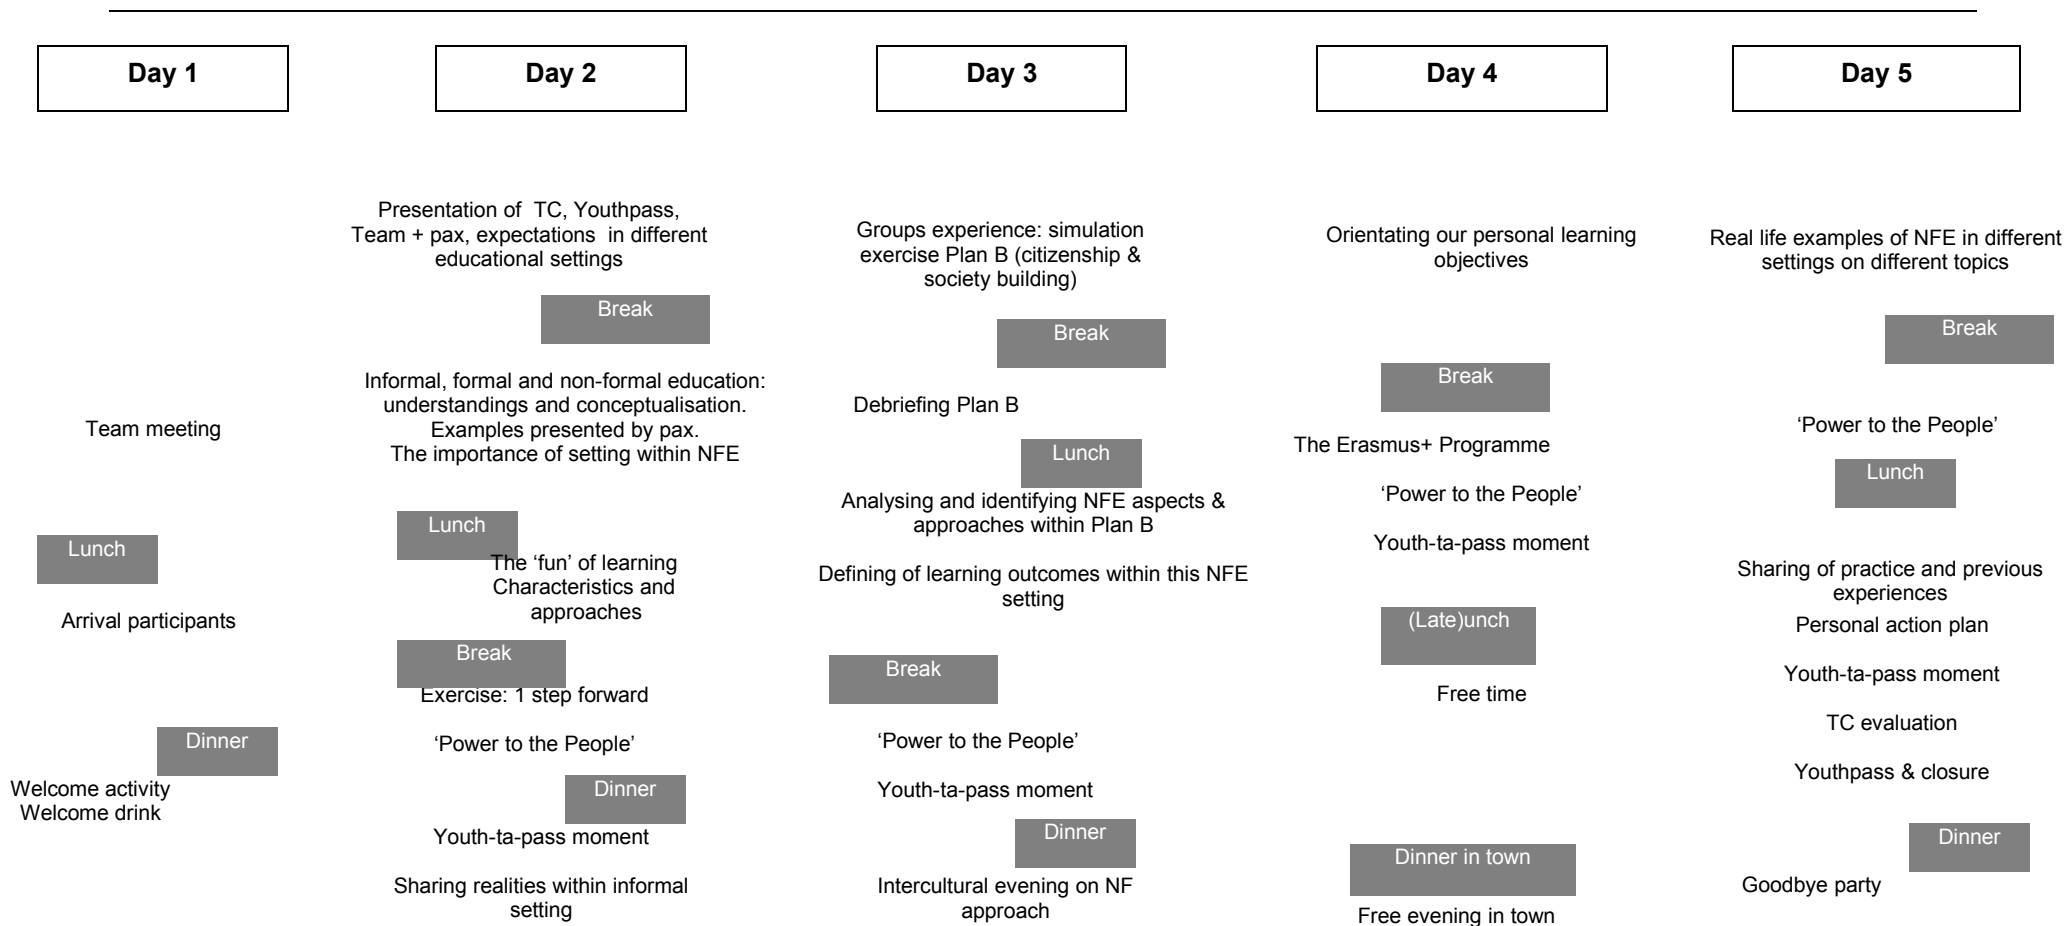 Day 1
Team meeting
Lunch
Arrival participants
Dinner
Welcome activity
Welcome drink
Day 2
Presentation of TC, Youthpass,
Team + pax, expectations in different
educational settings
Break
Informal, formal and non-formal education:
understandings and conceptualisation.
Examples presented by pax.
The importance of setting within NFE
Lunch
The ‘fun’ of learning
Characteristics and
approaches
Break
Exercise: 1 step forward
‘Power to the People’
Dinner
Youth-ta-pass moment
Sharing realities within informal
setting
Day 3
Groups experience: simulation
exercise Plan B (citizenship &
society building)
Break
Debriefing Plan B
Lunch
Analysing and identifying NFE aspects &
approaches within Plan B
Defining of learning outcomes within this NFE
setting
Break
‘Power to the People’
Youth-ta-pass moment
Dinner
Intercultural evening on NF
approach
Day 4
Orientating our personal learning
objectives
Break
The Erasmus+ Programme
‘Power to the People’
Youth-ta-pass moment
(Late)unch
Free time
Dinner in town
Free evening in town
Day 5
Real life examples of NFE in different
settings on different topics
Break
‘Power to the People’
Lunch
Sharing of practice and previous
experiences
Personal action plan
Youth-ta-pass moment
TC evaluation
Youthpass & closure
Dinner
Goodbye party